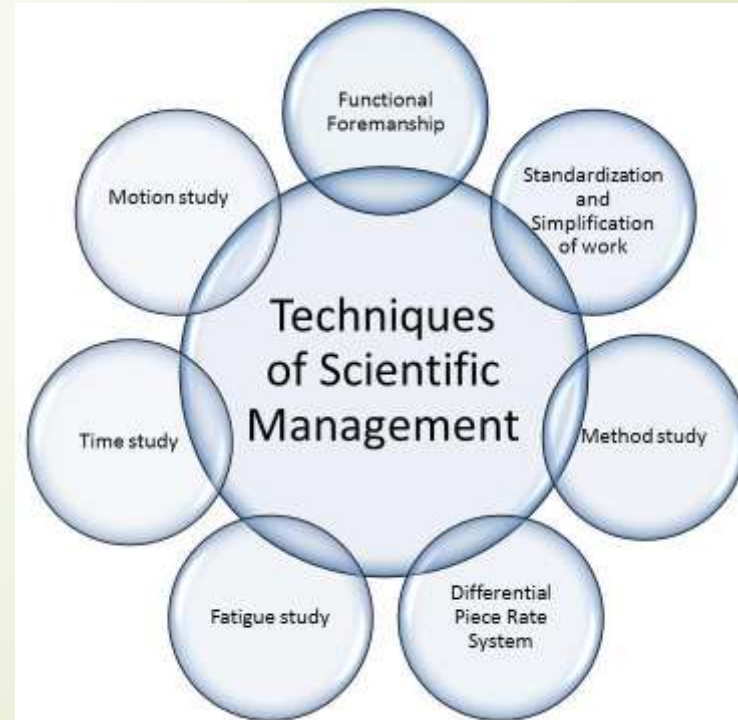 Techniques
of Scientific
Management
Functional
Foremanship
Standardization
and
Simplification
of work
Method study
Differential
Piece Rate
System
Fatigue study
Time study
Motion study